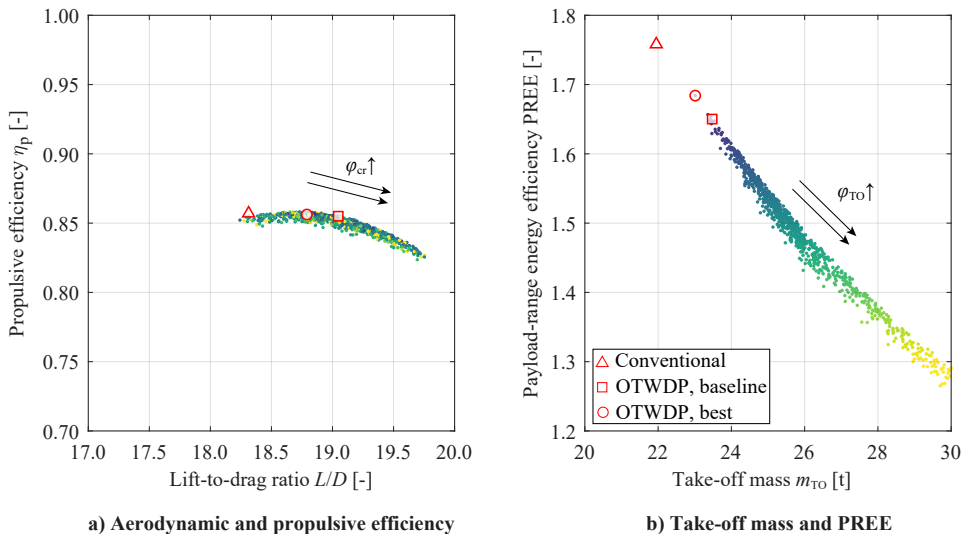 1.00
0.95
0.90
0.85
0.80
0.75
0.70
Propulsive efficiency ηp [-]
φcr↑
17.0 17.5 18.0 18.5 19.0 19.5 20.0
Lift-to-drag ratio L/D [-]
a) Aerodynamic and propulsive efficiency
1.8
1.7
1.6
1.5
1.4
1.3
1.2
Payload-range energy efficiency PREE [-]
φTO↑
Conventional
OTWDP, baseline
OTWDP, best
20 22 24 26 28 30
Take-off mass mTO [t]
b) Take-off mass and PREE